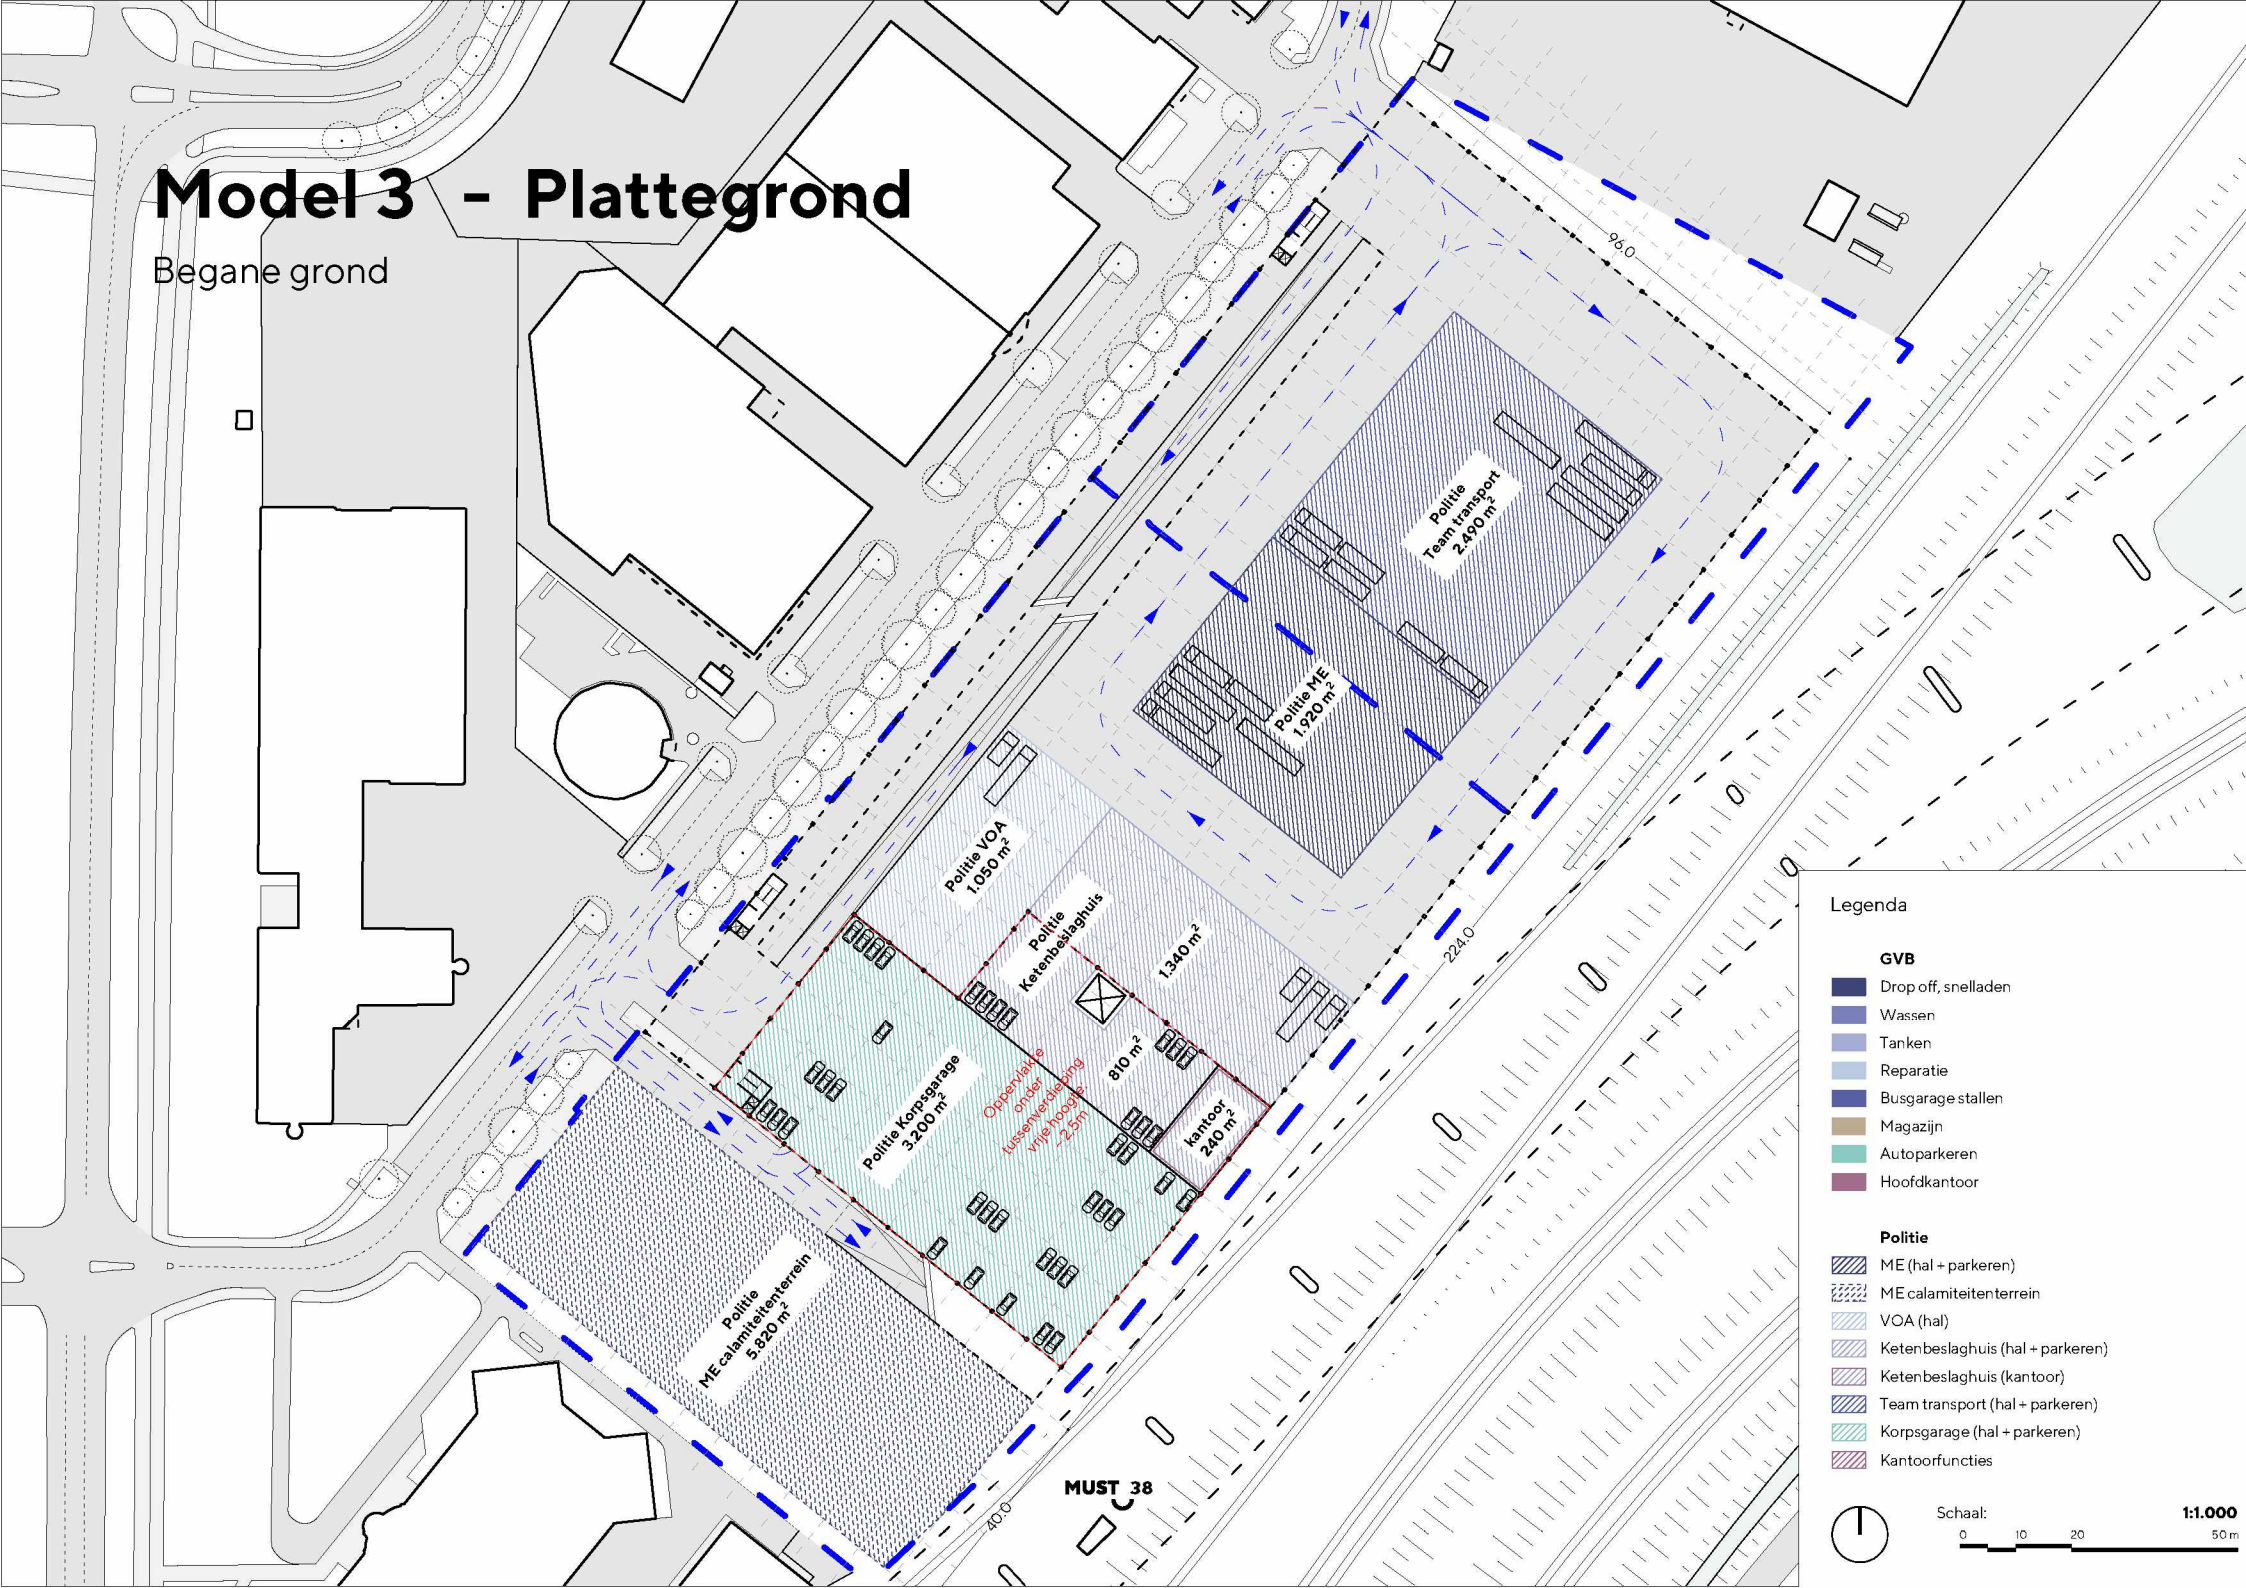 Model 3 - Plattegrond
Begane grond
96.0
Politie
Team transport
2.490 m²
Politie ME
1.920 m²
Politie VOA
1.050 m²
Politie
Ketenbeslaghuis
1.340 m²
810 m²
224.0
Politie Korpsgarage
3.200 m²
Oppervlakte
onder
tussenverdieping
vrije hoogte
~2,5m
kantoor
240 m²
Politie
ME calamiteitenterrein
5.820 m²
40.0
MUST 38
Legenda
GVB
Drop off, snelladen
Wassen
Tanken
Reparatie
Busgarage stallen
Magazijn
Autoparkeren
Hoofdkantoor
Politie
ME (hal + parkeren)
ME calamiteitenterrein
VOA (hal)
Ketenbeslaghuis (hal + parkeren)
Ketenbeslaghuis (kantoor)
Team transport (hal + parkeren)
Korpsgarage (hal + parkeren)
Kantoorfuncties
Schaal: 1:1.000
0 10 20 50 m